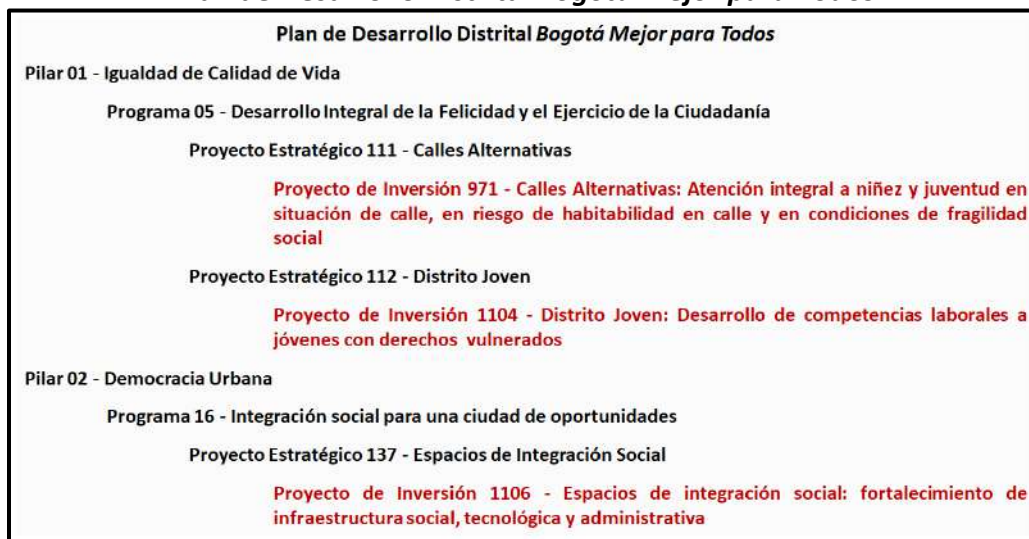 Plan de Desarrollo Distrital Bogotá Mejor para Todos
Pilar 01 - Igualdad de Calidad de Vida
Programa 05 - Desarrollo Integral de la Felicidad y el Ejercicio de la Ciudadanía
Proyecto Estratégico 111 - Calles Alternativas
Proyecto de Inversión 971 - Calles Alternativas: Atención integral a niñez y juventud en
situación de calle, en riesgo de habitabilidad en calle y en condiciones de fragilidad
social
Proyecto Estratégico 112 - Distrito Joven
Proyecto de Inversión 1104 - Distrito Joven: Desarrollo de competencias laborales a
jóvenes con derechos vulnerados
Pilar 02 - Democracia Urbana
Programa 16 - Integración social para una ciudad de oportunidades
Proyecto Estratégico 137 - Espacios de Integración Social
Proyecto de Inversión 1106 - Espacios de integración social: fortalecimiento de
infraestructura social, tecnológica y administrativa